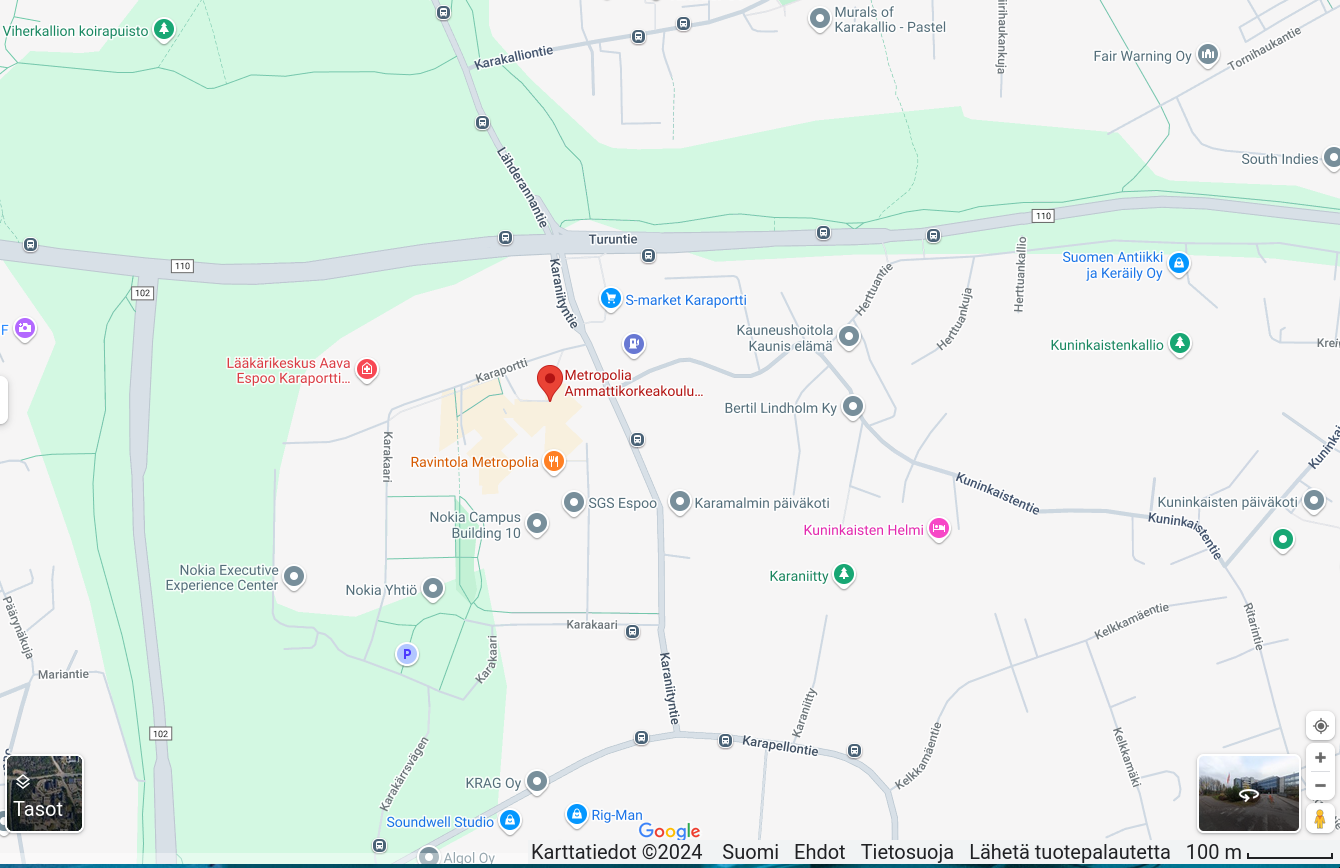 Viherkallion koirapuisto
Karakalliontie
Murals of
Karakallio - Pastel
Fair Warning Oy
Tornihaukantie
South Indies
Lähderannantie
110
Turuntie
110
102
Karaniityntie
S-market Karaportti
Herttuantie
Herttuankuja
Herttuankallio
Suomen Antiikki
ja Keräily Oy
F
Kauneushoitola
Kaunis elämä
Kuninkaistenkallio
Lääkärikeskus Aava
Espoo Karaportti...
Karaportti
Metropolia
Ammattikorkeakoulu...
Bertil Lindholm Ky
Karakaari
Ravintola Metropolia
SGS Espoo
Karamalmin päiväkoti
Kuninkaistentie
Kuninkaisten päiväkoti
Kuninkaistentie
Nokia Campus
Building 10
Kuninkaisten Helmi
Nokia Executive
Experience Center
Nokia Yhtiö
Karaniitty
Päärynäkuja
Karakaari
Kelkkamäentie
Ritarintie
P
Karakaari
Mariantie
Karaniityntie
Karaniitty
102
Karapellontie
Kelkkamäentie
Kelkkamäki
Karakärrsvägen
KRAG Oy
Tasot
Soundwell Studio
Rig-Man
Google
Algol Oy
Karttatiedot ©2024 Suomi Ehdot Tietosuoja Lähetä tuotepalautetta 100 m